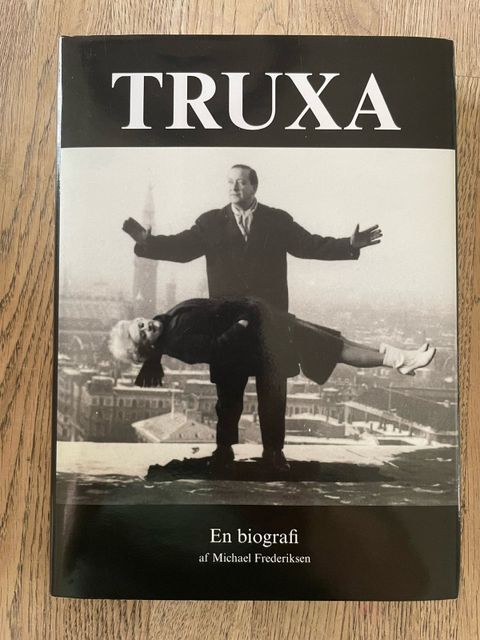 TRUXA
En biografi
af Michael Frederiksen